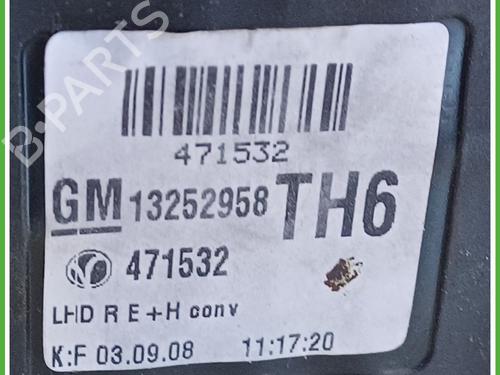 B-PARTS
471532
GM 13252958 TH6
471532
LHD R E+H conv
K:F 03.09.08 11:17:20